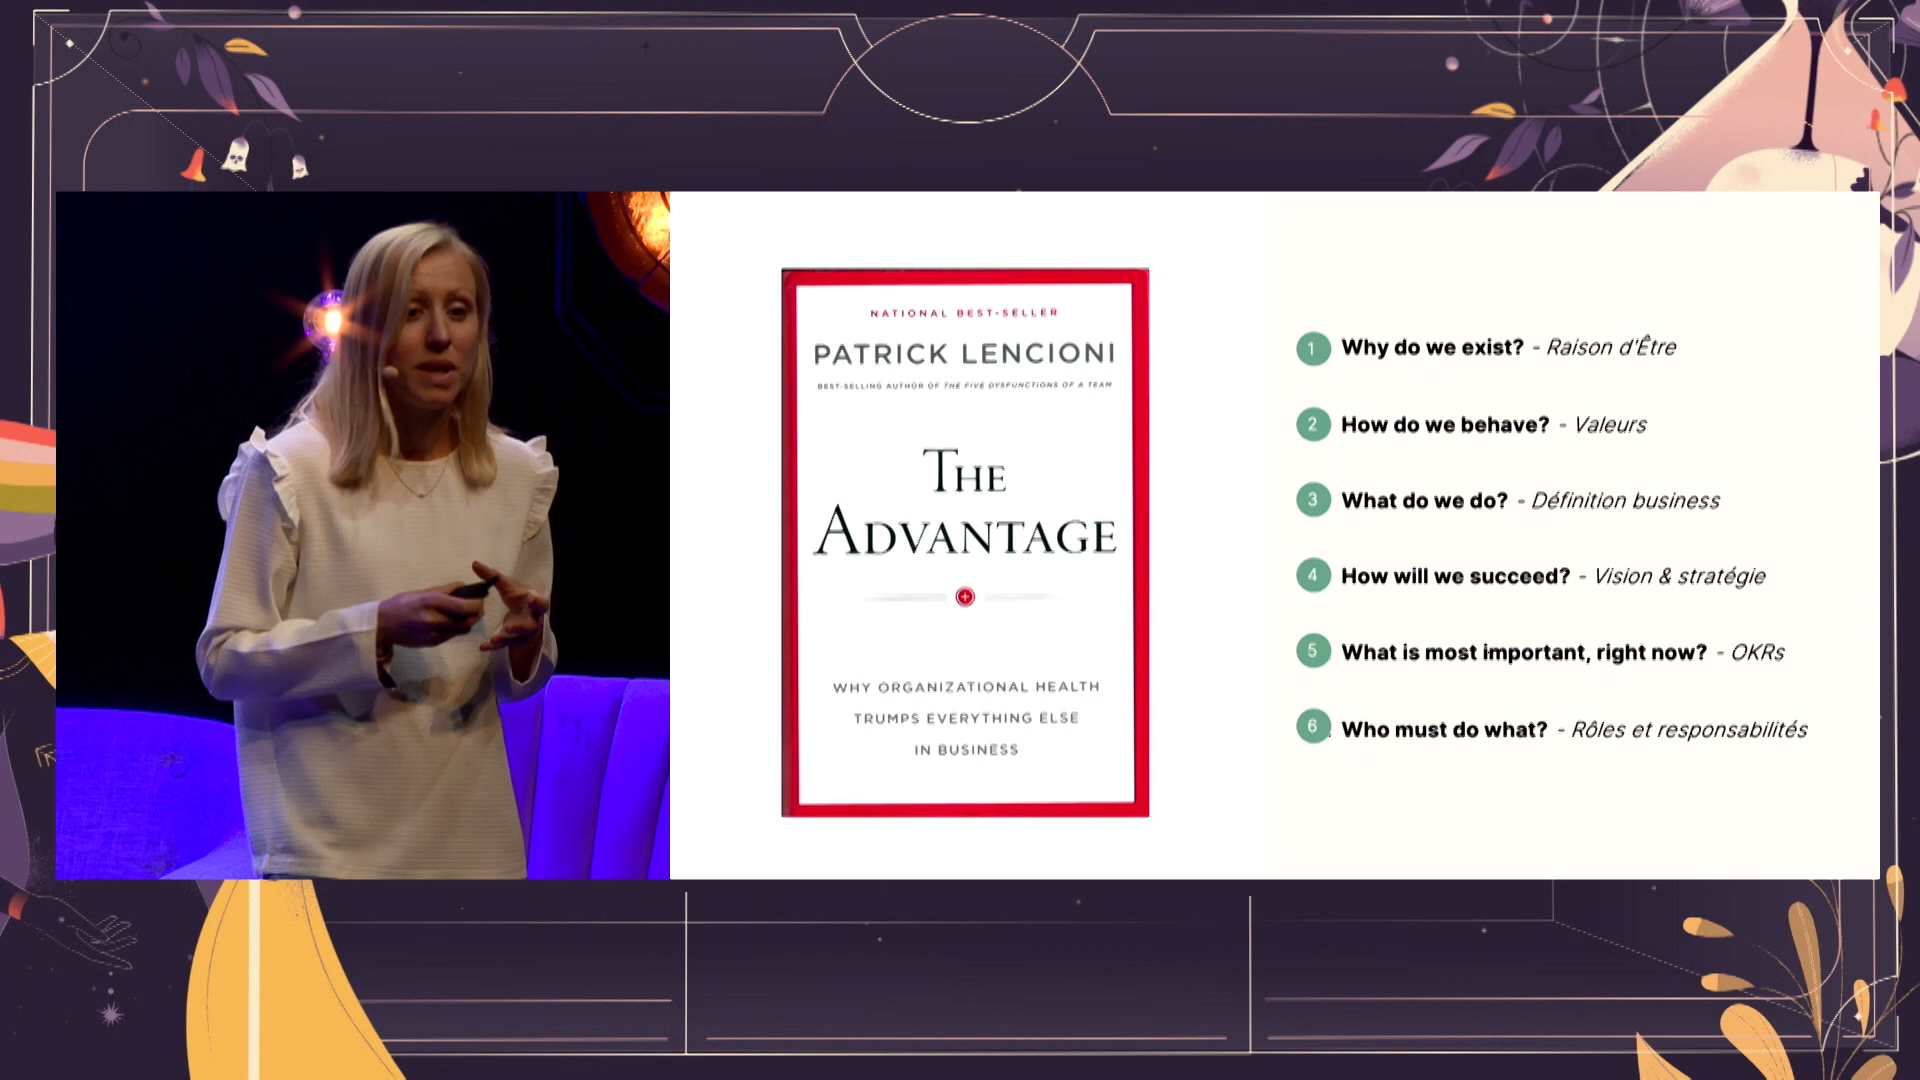 NATIONAL BEST-SELLER
PATRICK LENCIONI
BEST-SELLING AUTHOR OF THE FIVE DYSFUNCTIONS OF A TEAM
THE
ADVANTAGE
WHY ORGANIZATIONAL HEALTH
TRUMPS EVERYTHING ELSE
IN BUSINESS
1 Why do we exist? - Raison d'Être
2 How do we behave? - Valeurs
3 What do we do? - Définition business
4 How will we succeed? - Vision & stratégie
5 What is most important, right now? - OKRs
6 Who must do what? - Rôles et responsabilités